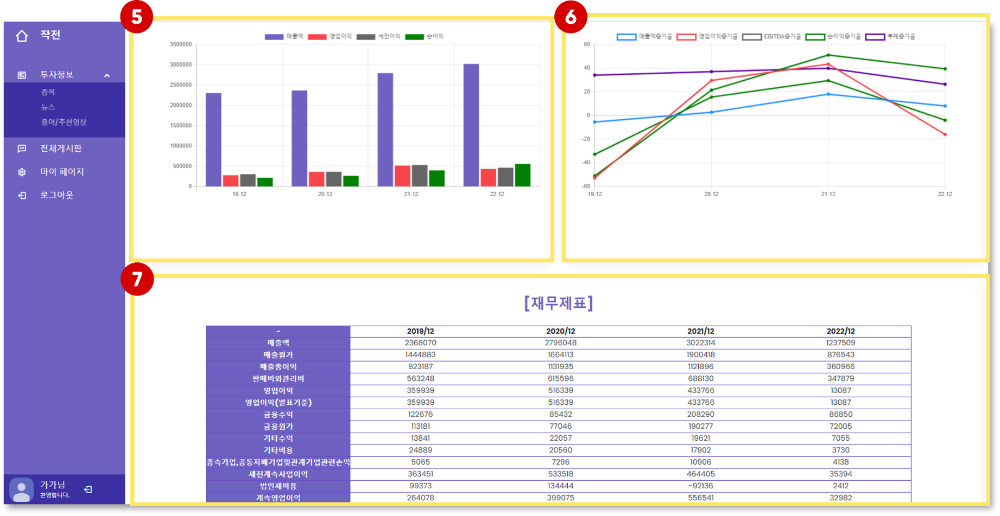 5
6
작전
투자정보
종목
뉴스
용어/추천영상
전체게시판
마이 페이지
로그아웃
가가님
환영합니다.
매출액 영업이익 세전이익 순이익
3500000
3000000
2500000
2000000
1500000
1000000
500000
0
19.12 20.12 21.12 22.12
매출액증가율 영업이익증가율 EBITDA증가율 순이익증가율 부채증가율
60
40
20
0
-20
-40
-60
19.12 20.12 21.12 22.12
7
[재무제표]
- 2019/12 2020/12 2021/12 2022/12
매출액 2368070 2796048 3022314 1237509
매출원가 1444883 1664113 1900418 876543
매출총이익 923187 1131935 1121896 360966
판매비와관리비 563248 615596 688130 347879
영업이익 359939 516339 433766 13087
영업이익(발표기준) 359939 516339 433766 13087
금융수익 122676 85432 208290 86850
금융원가 113181 77046 190277 72005
기타수익 13841 22057 19621 7055
기타비용 24889 20560 17902 3730
종속기업,공동지배기업및관계기업관련손익 5065 7296 10906 4138
세전계속사업이익 363451 533518 464405 35394
법인세비용 99373 134444 -92136 2412
계속영업이익 264078 399075 556541 32982